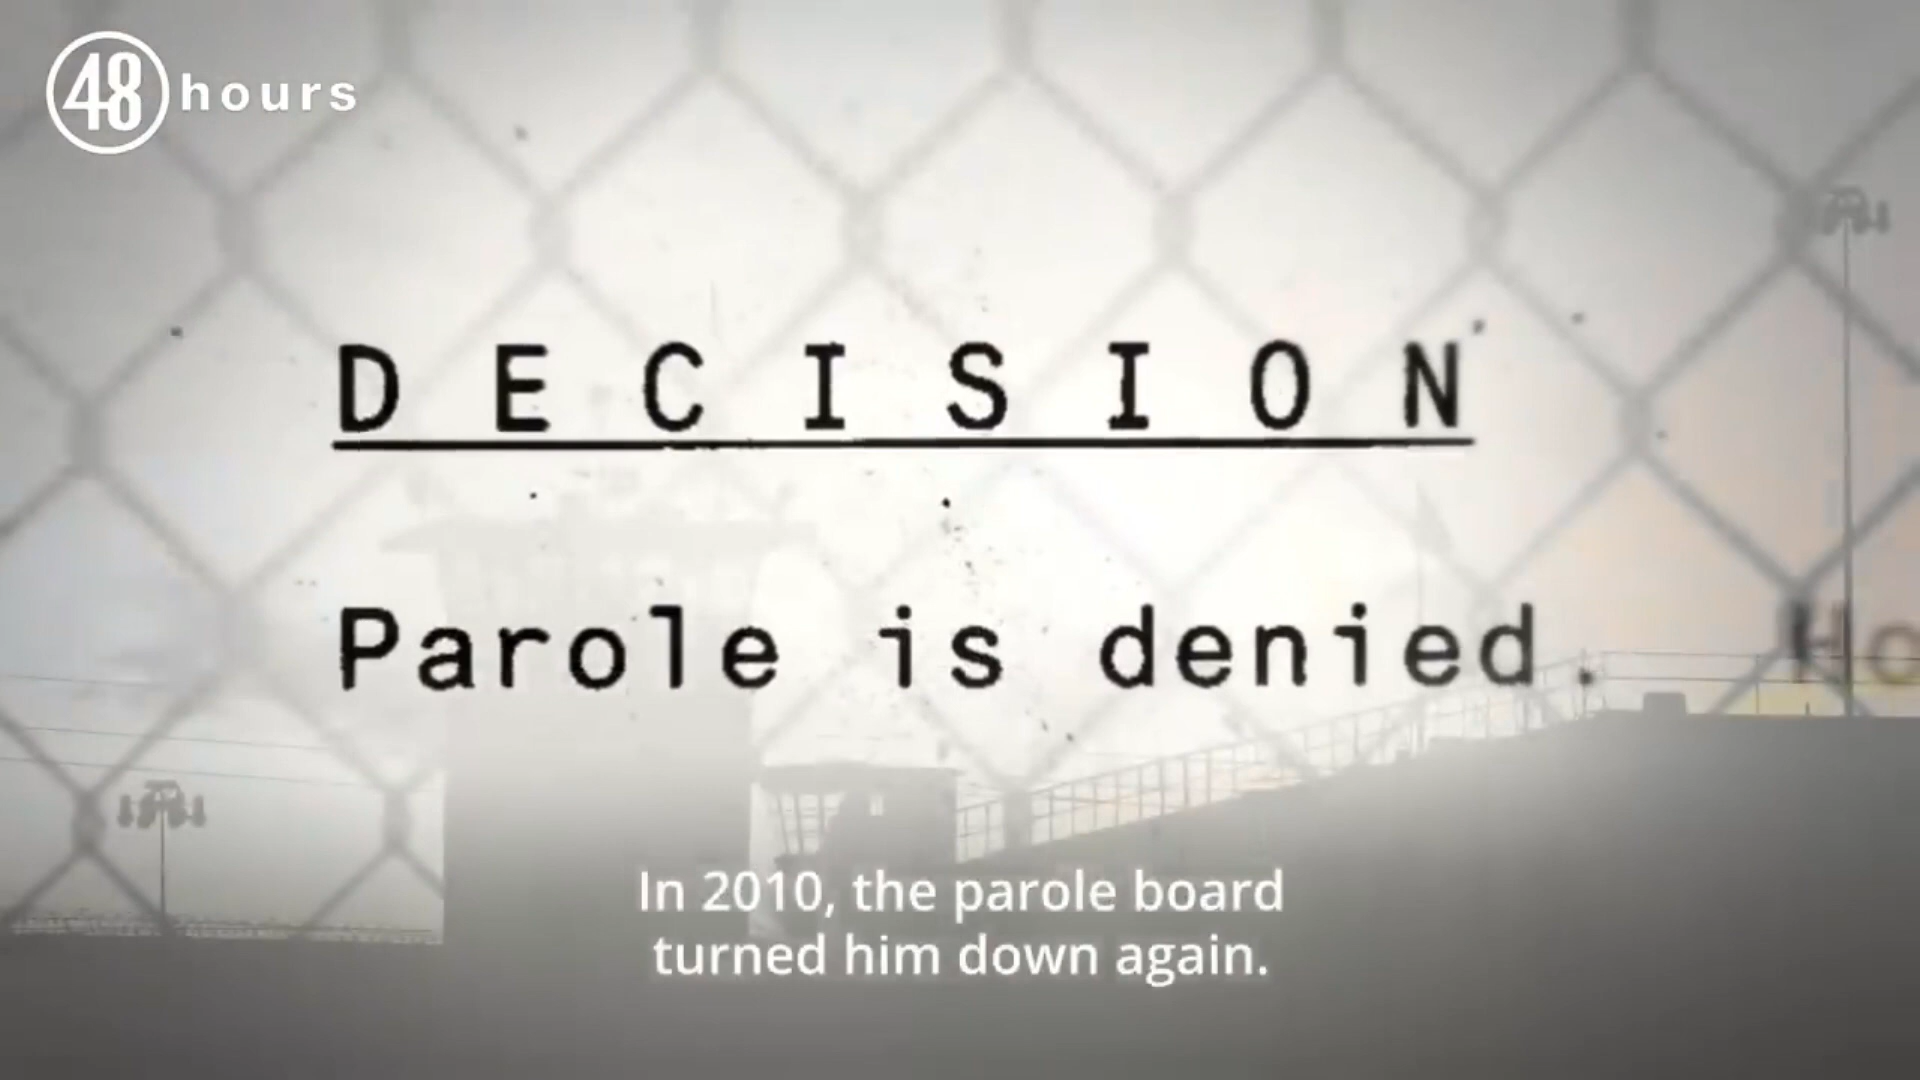 48 hours
DECISION
Parole is denied.
In 2010, the parole board
turned him down again.